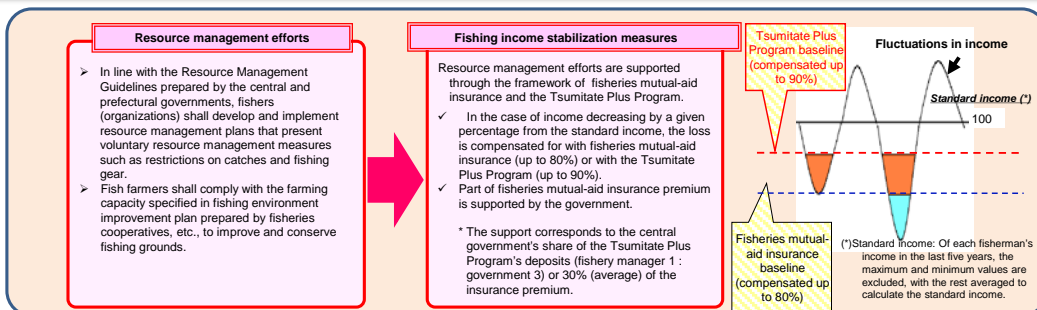 Resource management efforts
➢ In line with the Resource Management
Guidelines prepared by the central and
prefectural governments, fishers
(organizations) shall develop and implement
resource management plans that present
voluntary resource management measures
such as restrictions on catches and fishing
gear.
➢ Fish farmers shall comply with the farming
capacity specified in fishing environment
improvement plan prepared by fisheries
cooperatives, etc., to improve and conserve
fishing grounds.
Fishing income stabilization measures
Resource management efforts are supported
through the framework of fisheries mutual-aid
insurance and the Tsumitate Plus Program.
✓ In the case of income decreasing by a given
percentage from the standard income, the loss
is compensated for with fisheries mutual-aid
insurance (up to 80%) or with the Tsumitate
Plus Program (up to 90%).
✓ Part of fisheries mutual-aid insurance premium
is supported by the government.
* The support corresponds to the central
government's share of the Tsumitate Plus
Program's deposits (fishery manager 1 :
government 3) or 30% (average) of the
insurance premium.
Tsumitate Plus
Program baseline
(compensated up
to 90%)
Fluctuations in income
Standard income (*)
100
Fisheries mutual-
aid insurance
baseline
(compensated up
to 80%)
(*)Standard income: Of each fisherman's
income in the last five years, the
maximum and minimum values are
excluded, with the rest averaged to
calculate the standard income.